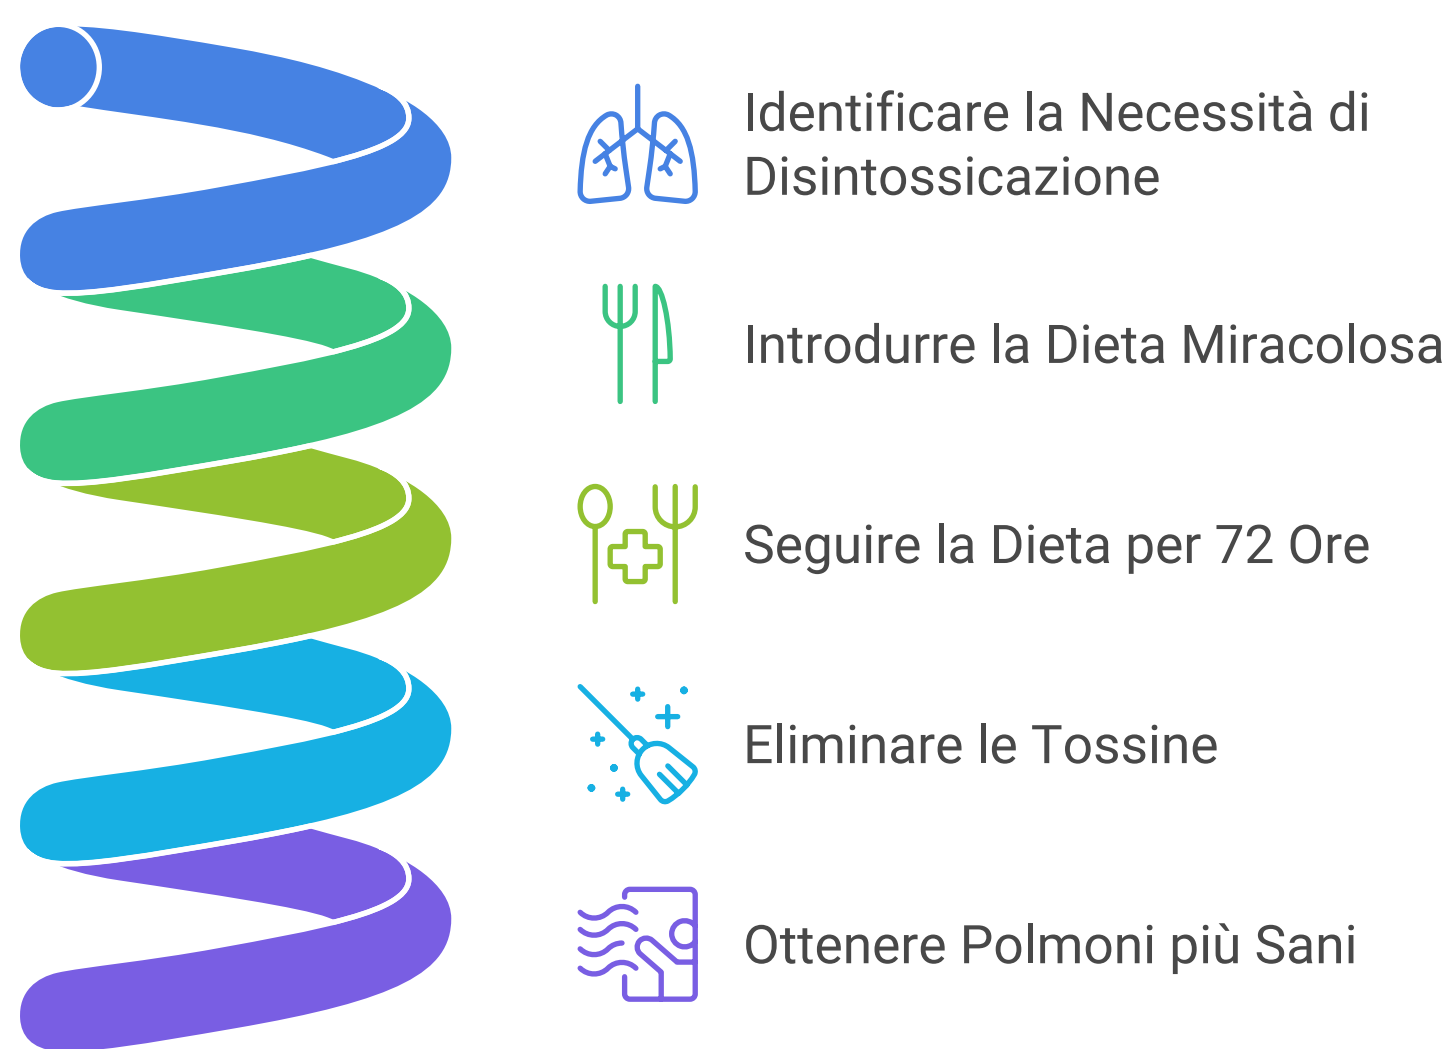 Identificare la Necessità di
Disintossicazione
Introdurre la Dieta Miracolosa
Seguire la Dieta per 72 Ore
Eliminare le Tossine
Ottenere Polmoni più Sani